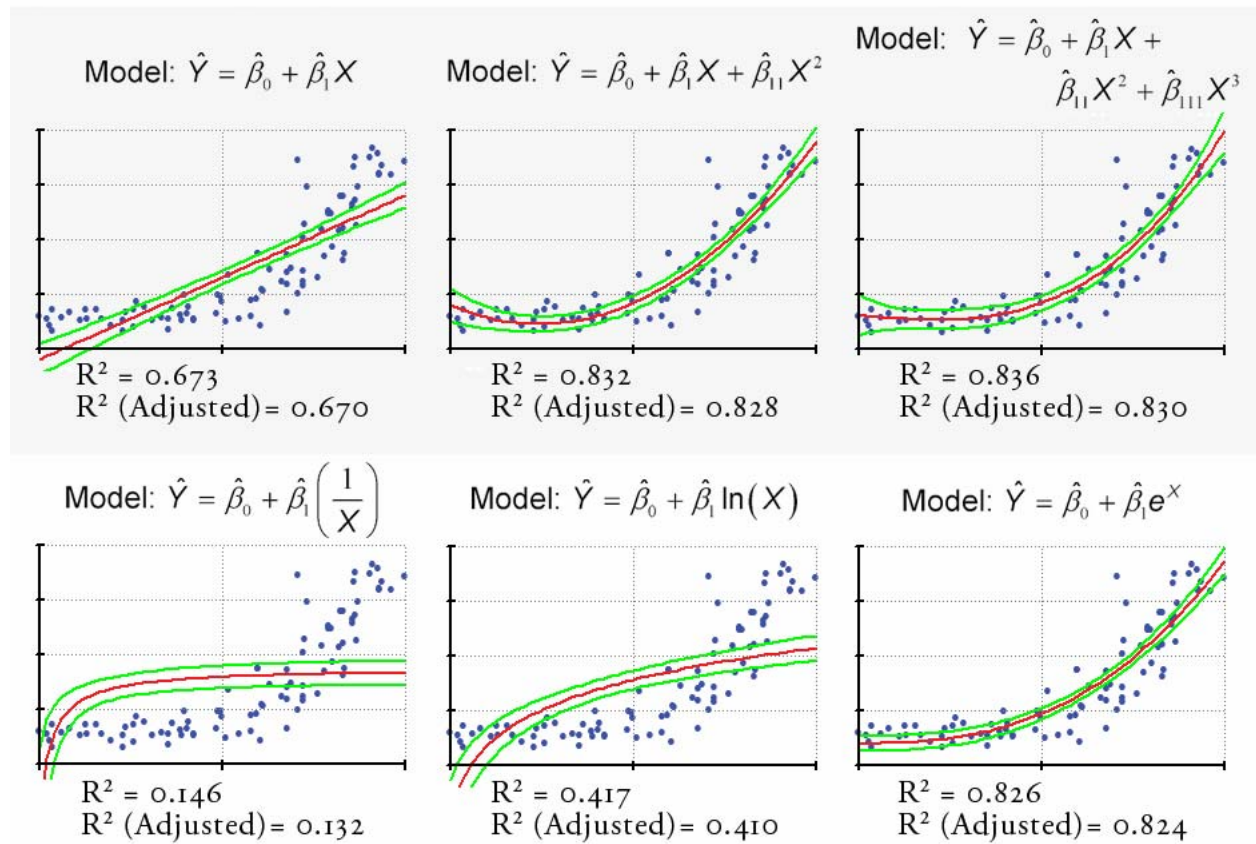 Model: Ŷ = β̂₀ + β̂₁X
Model: Ŷ = β̂₀ + β̂₁X + β̂₁₁X²
Model: Ŷ = β̂₀ + β̂₁X +
β̂₁₁X² + β̂₁₁₁X³
R² = 0.673
R² (Adjusted) = 0.670
R² = 0.832
R² (Adjusted) = 0.828
R² = 0.836
R² (Adjusted) = 0.830
Model: Ŷ = β̂₀ + β̂₁(1/X)
Model: Ŷ = β̂₀ + β̂₁ln(X)
Model: Ŷ = β̂₀ + β̂₁eˣ
R² = 0.146
R² (Adjusted) = 0.132
R² = 0.417
R² (Adjusted) = 0.410
R² = 0.826
R² (Adjusted) = 0.824